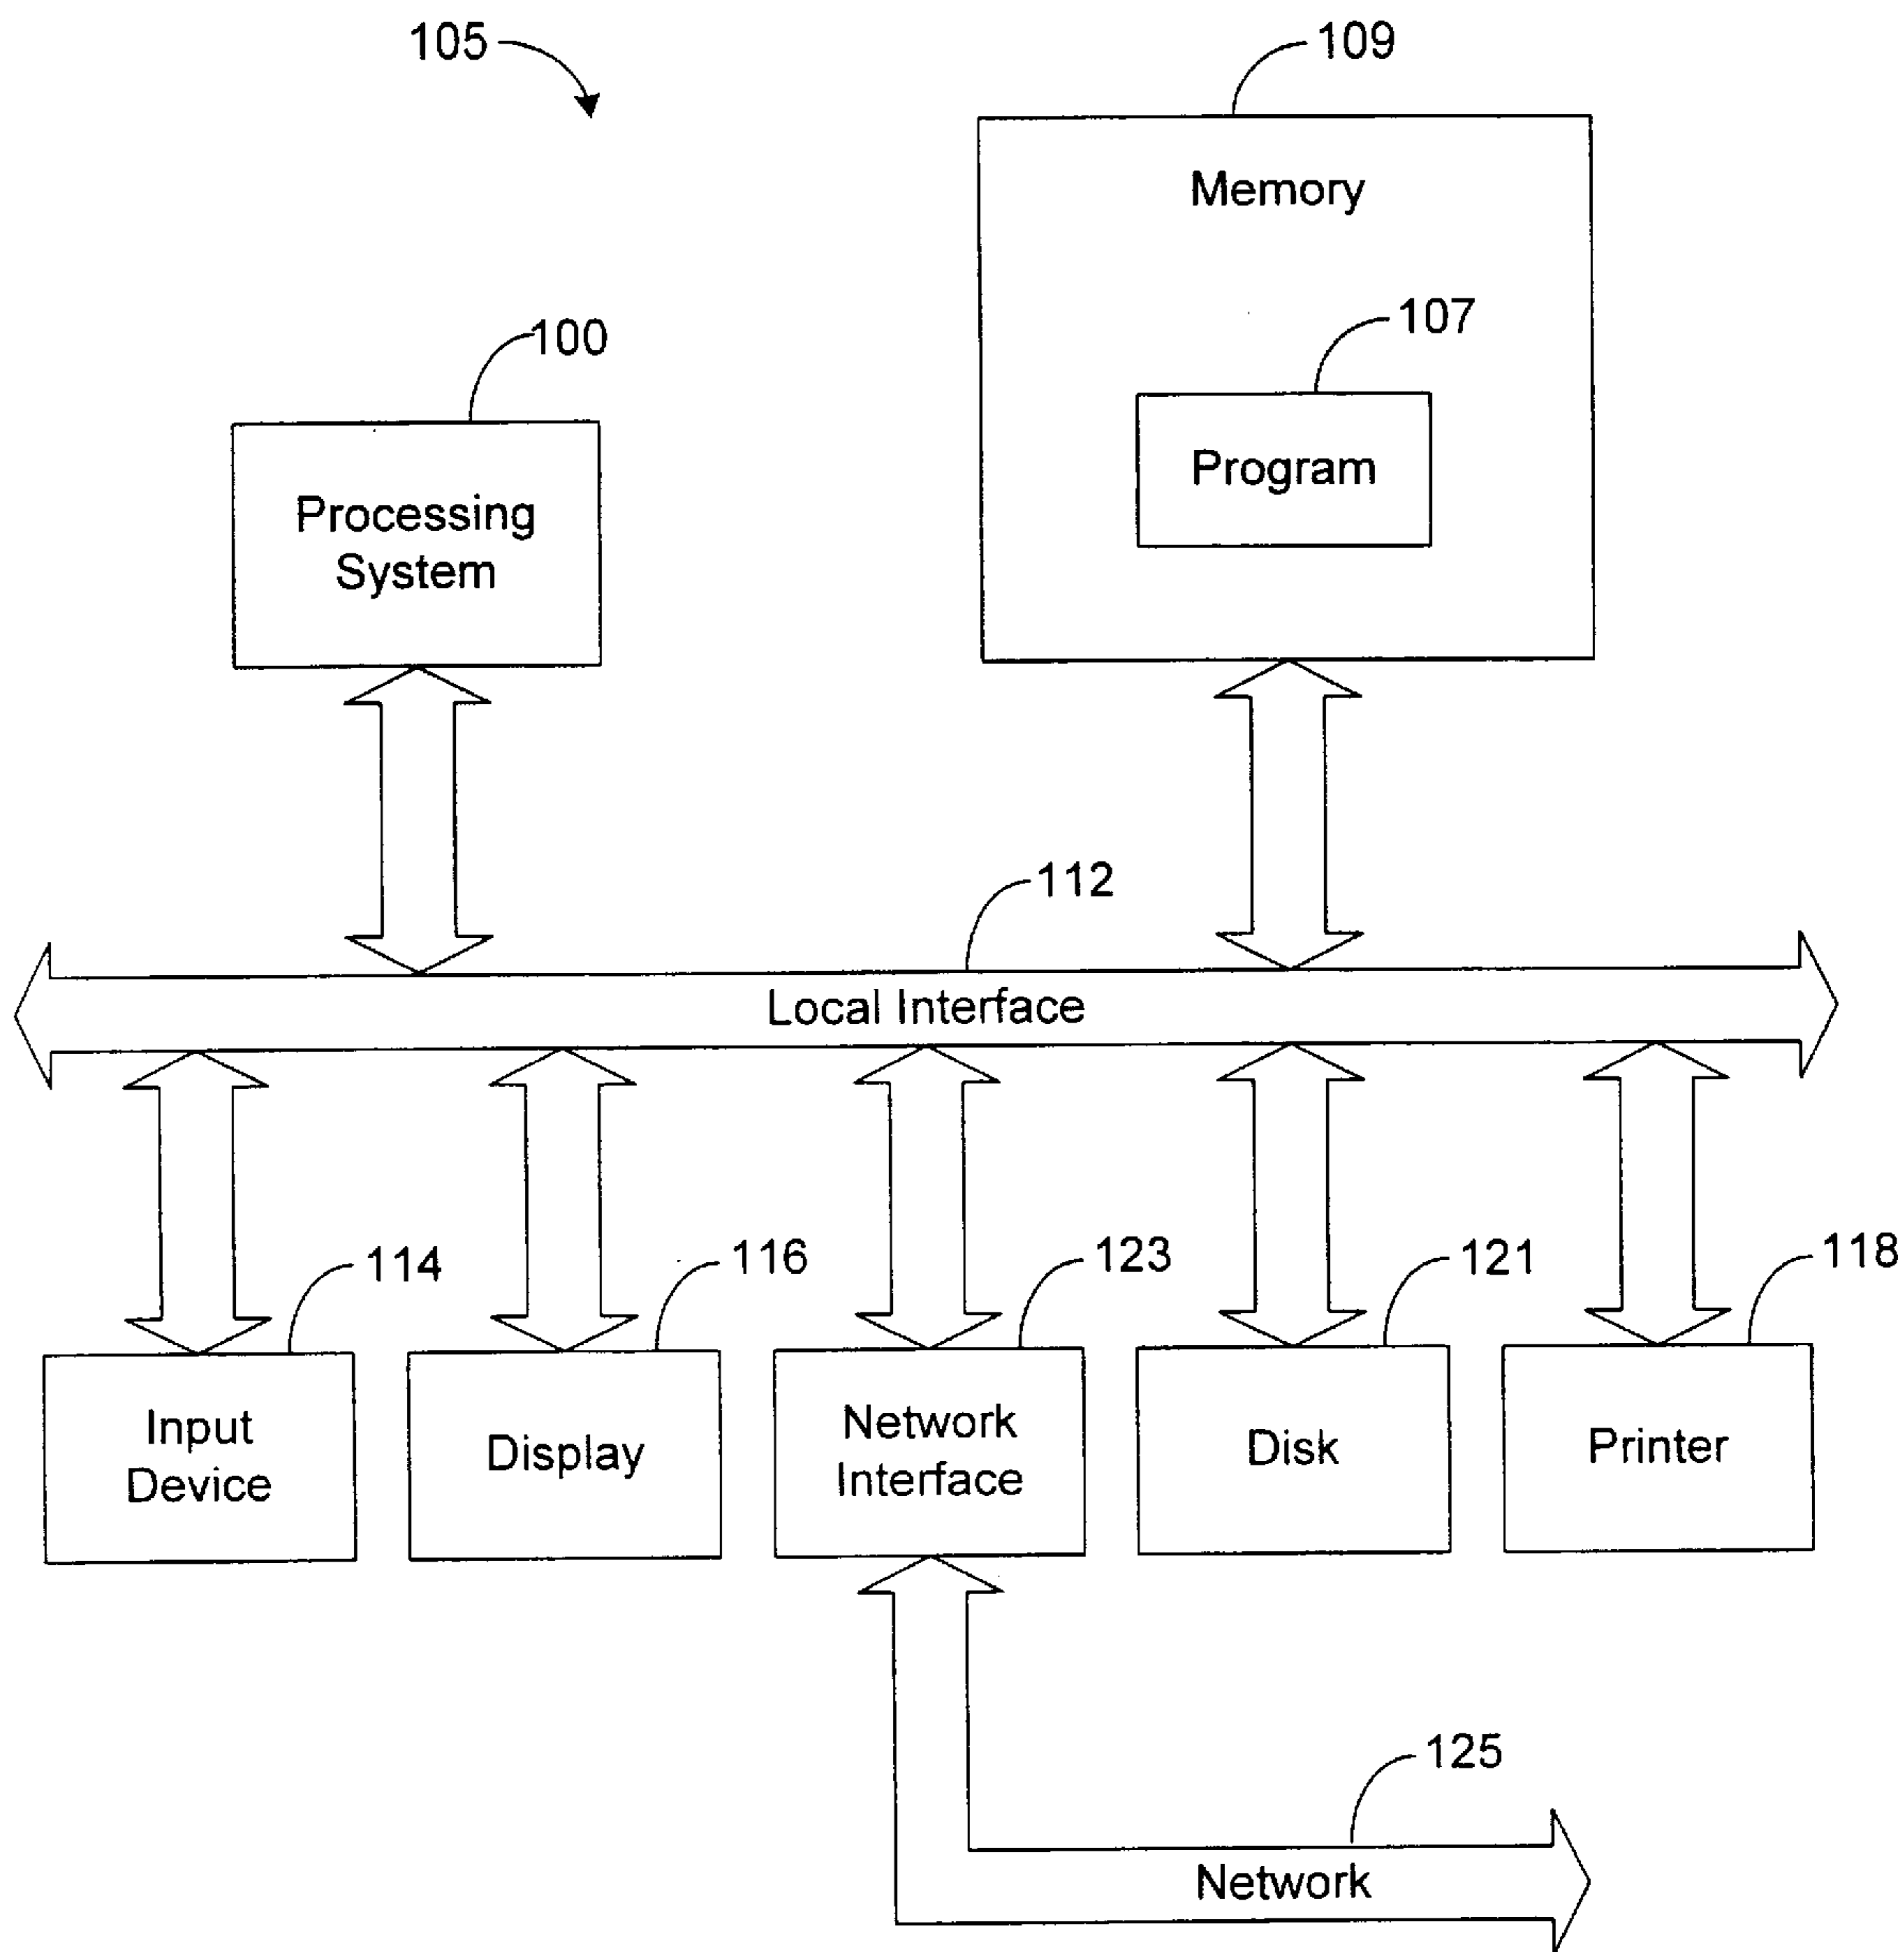 105
109
Memory
107
Program
100
Processing
System
112
Local Interface
114
116
123
121
118
Input
Device
Display
Network
Interface
Disk
Printer
125
Network